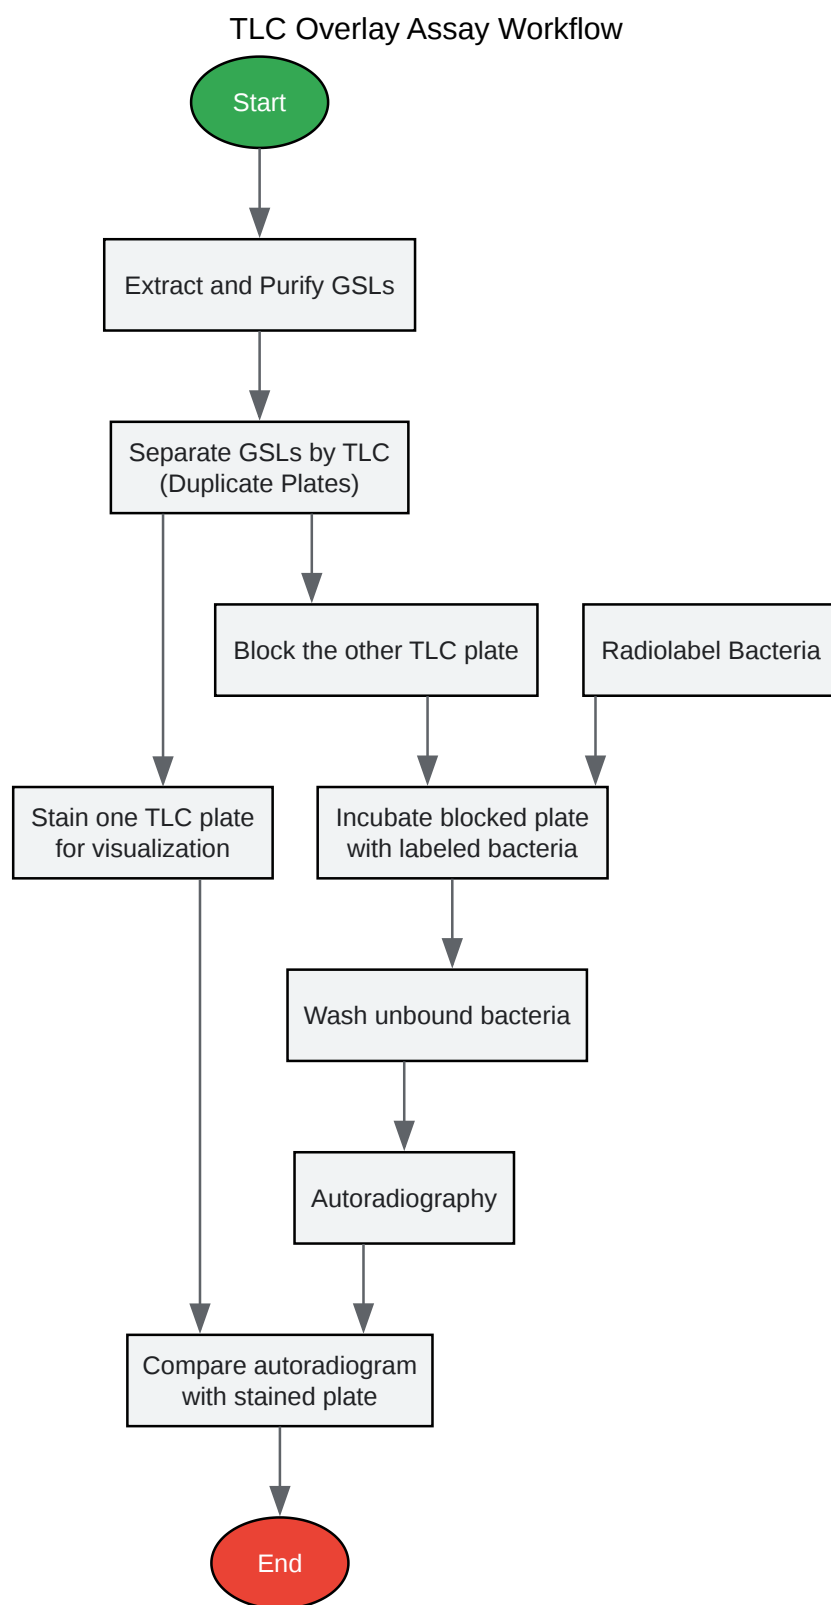 TLC Overlay Assay Workflow
Start
Extract and Purify GSLs
Separate GSLs by TLC
(Duplicate Plates)
Block the other TLC plate
Radiolabel Bacteria
Stain one TLC plate
for visualization
Incubate blocked plate
with labeled bacteria
Wash unbound bacteria
Autoradiography
Compare autoradiogram
with stained plate
End